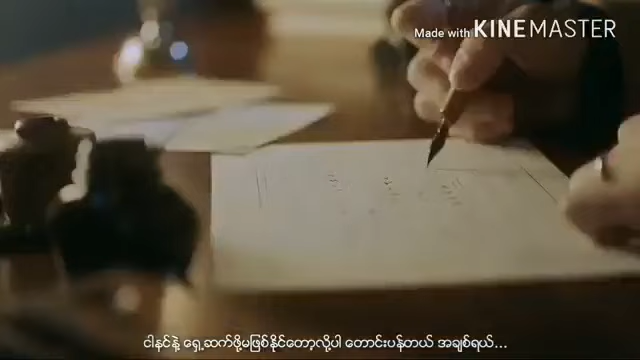 Made with KINEMASTER
ငါနင်နဲ့ ရှေ့ဆက်ဖို့မဖြစ်နိုင်တော့လို့ပါ တောင်းပန်တယ် အချစ်ရယ်...